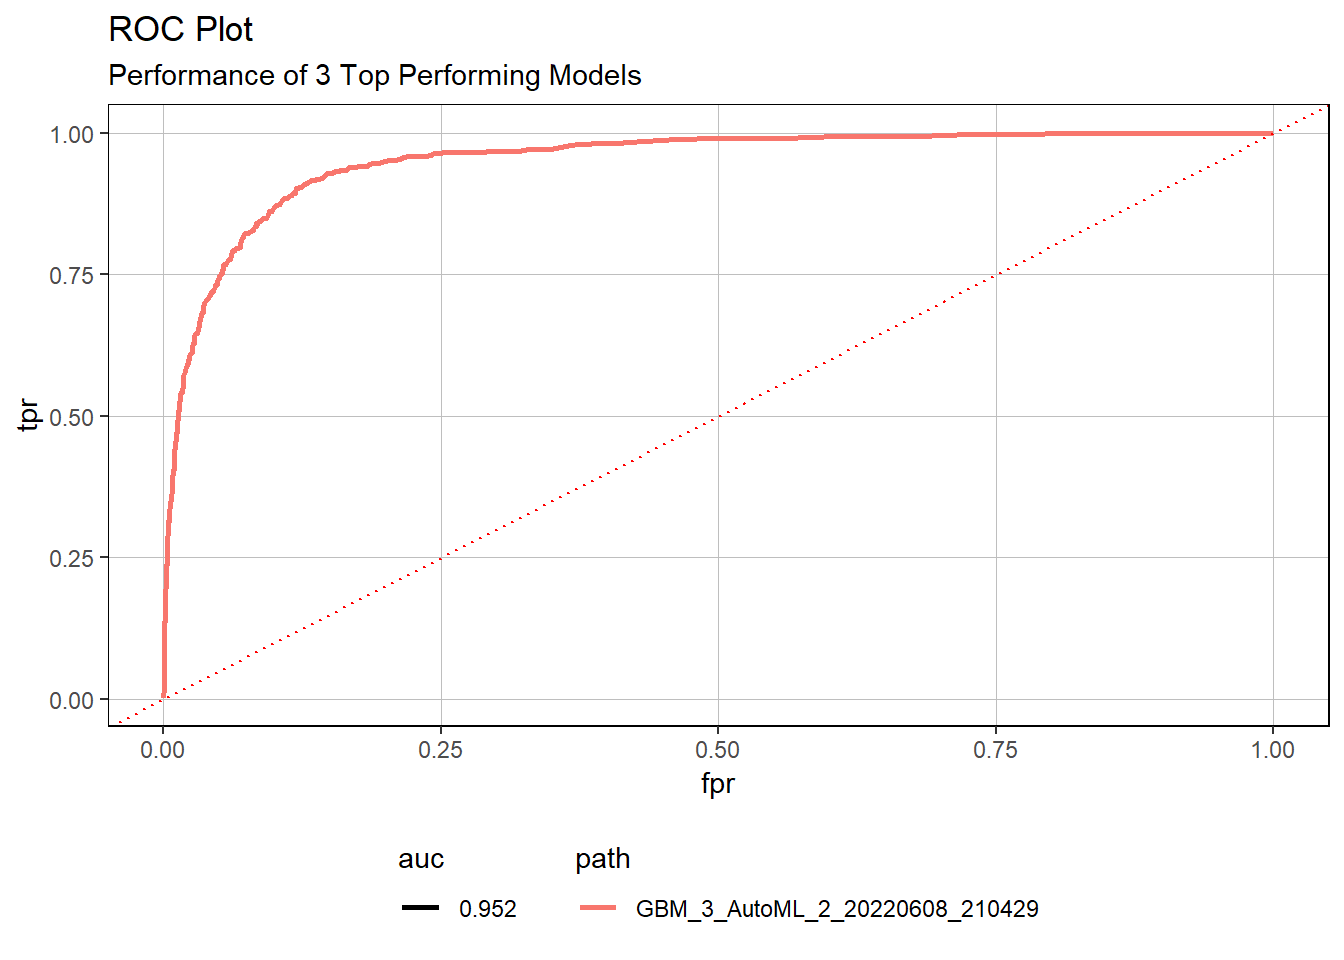 ROC Plot
Performance of 3 Top Performing Models
1.00
0.75
tpr
0.50
0.25
0.00
0.00 0.25 0.50 0.75 1.00
fpr
auc path
0.952 GBM_3_AutoML_2_20220608_210429